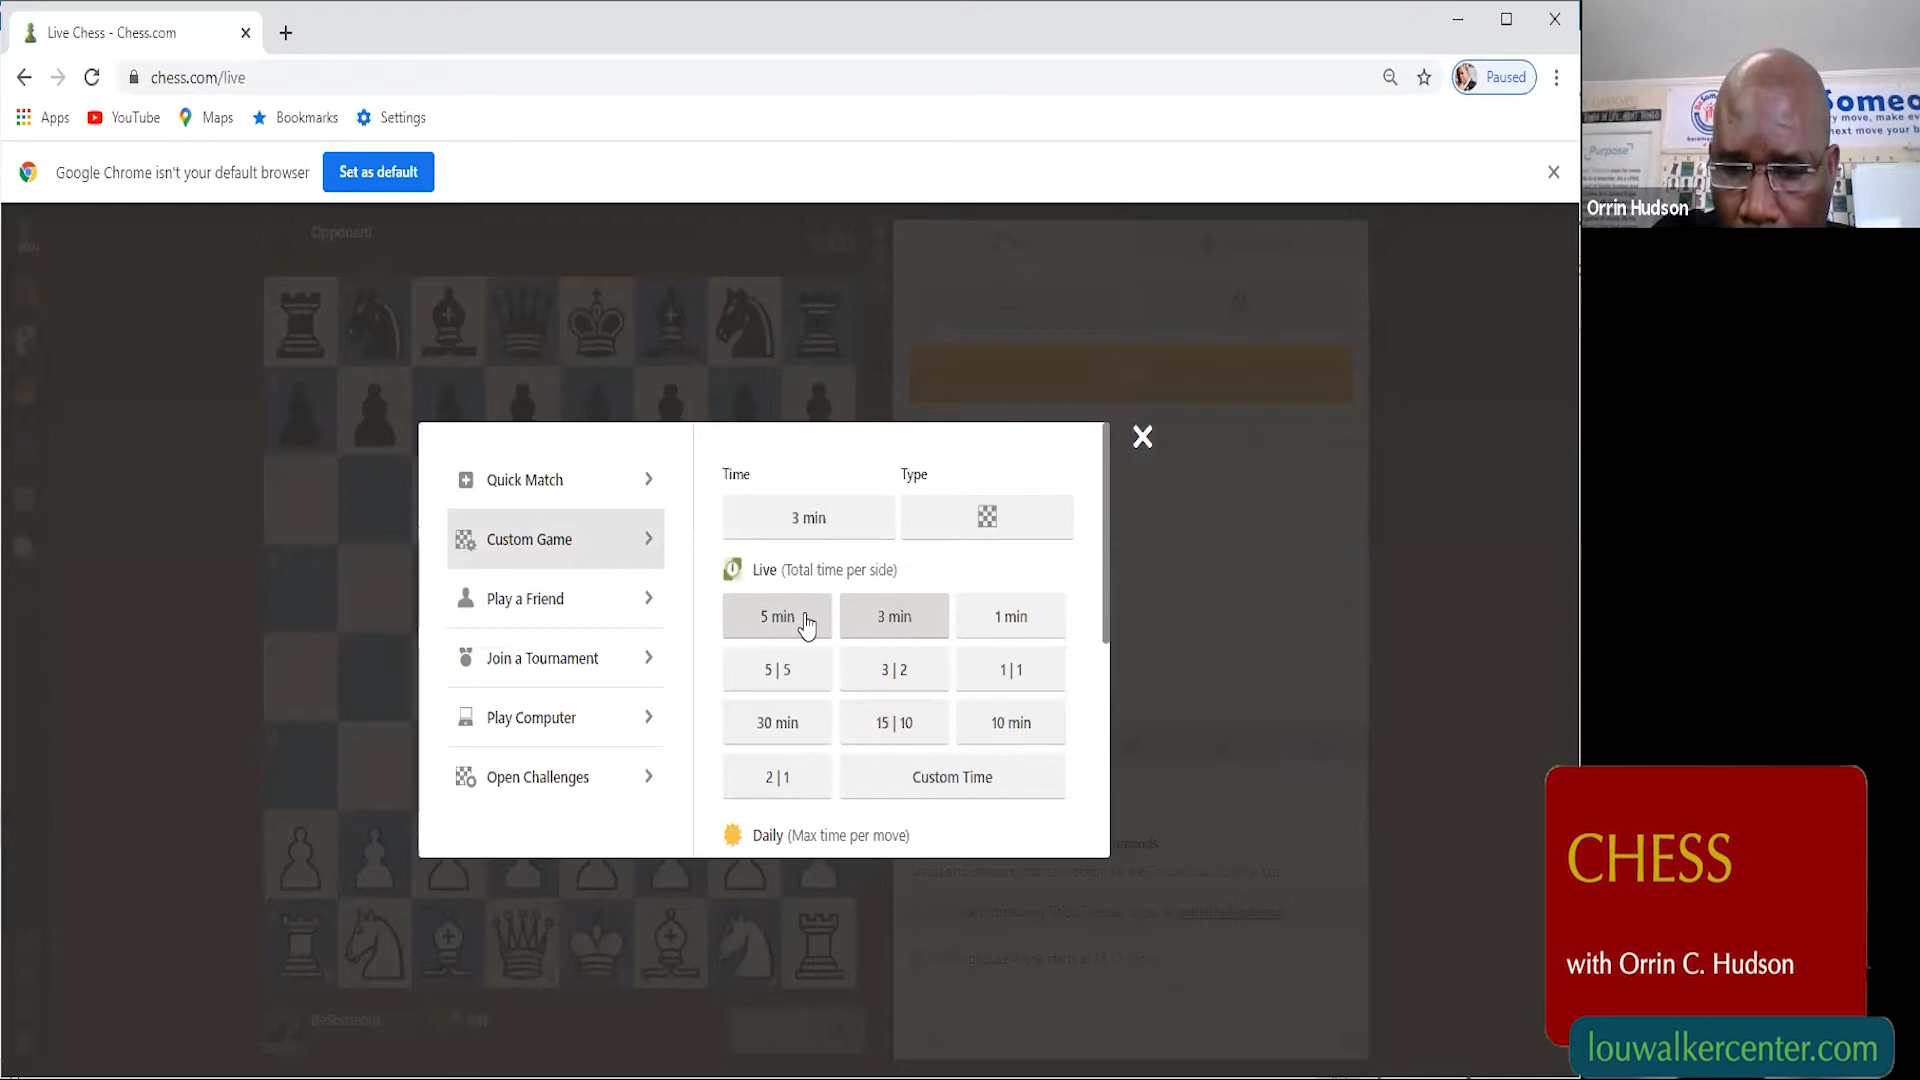 Live Chess - Chess.com
chess.com/live
Paused
Apps
YouTube
Maps
Bookmarks
Settings
Google Chrome isn't your default browser
Set as default
Opponent
Quick Match
Custom Game
Play a Friend
Join a Tournament
Play Computer
Open Challenges
Time
Type
3 min
Live (Total time per side)
5 min
3 min
1 min
5 | 5
3 | 2
1 | 1
30 min
15 | 10
10 min
2 | 1
Custom Time
Daily (Max time per move)
Orrin Hudson
Purpose
CHESS
with Orrin C. Hudson
louwalkercenter.com